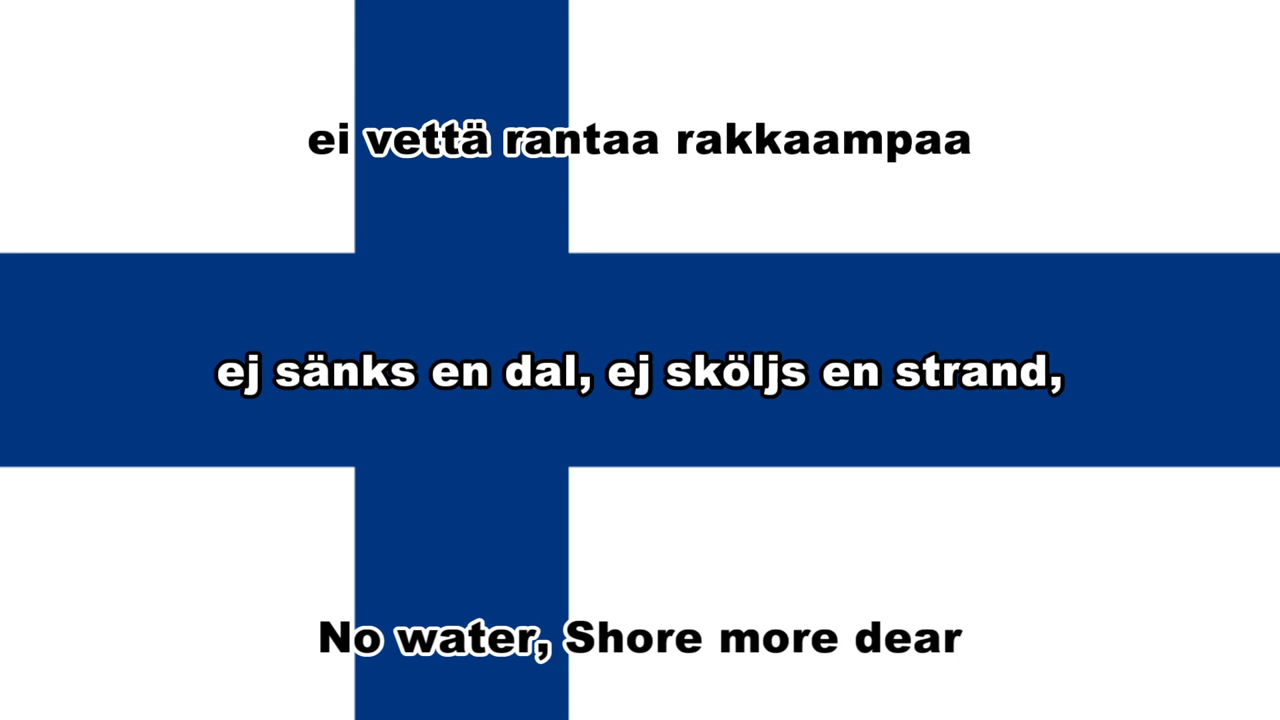 ei vettä rantaa rakkaampaa
ej sänks en dal, ej sköljs en strand,
No water, Shore more dear